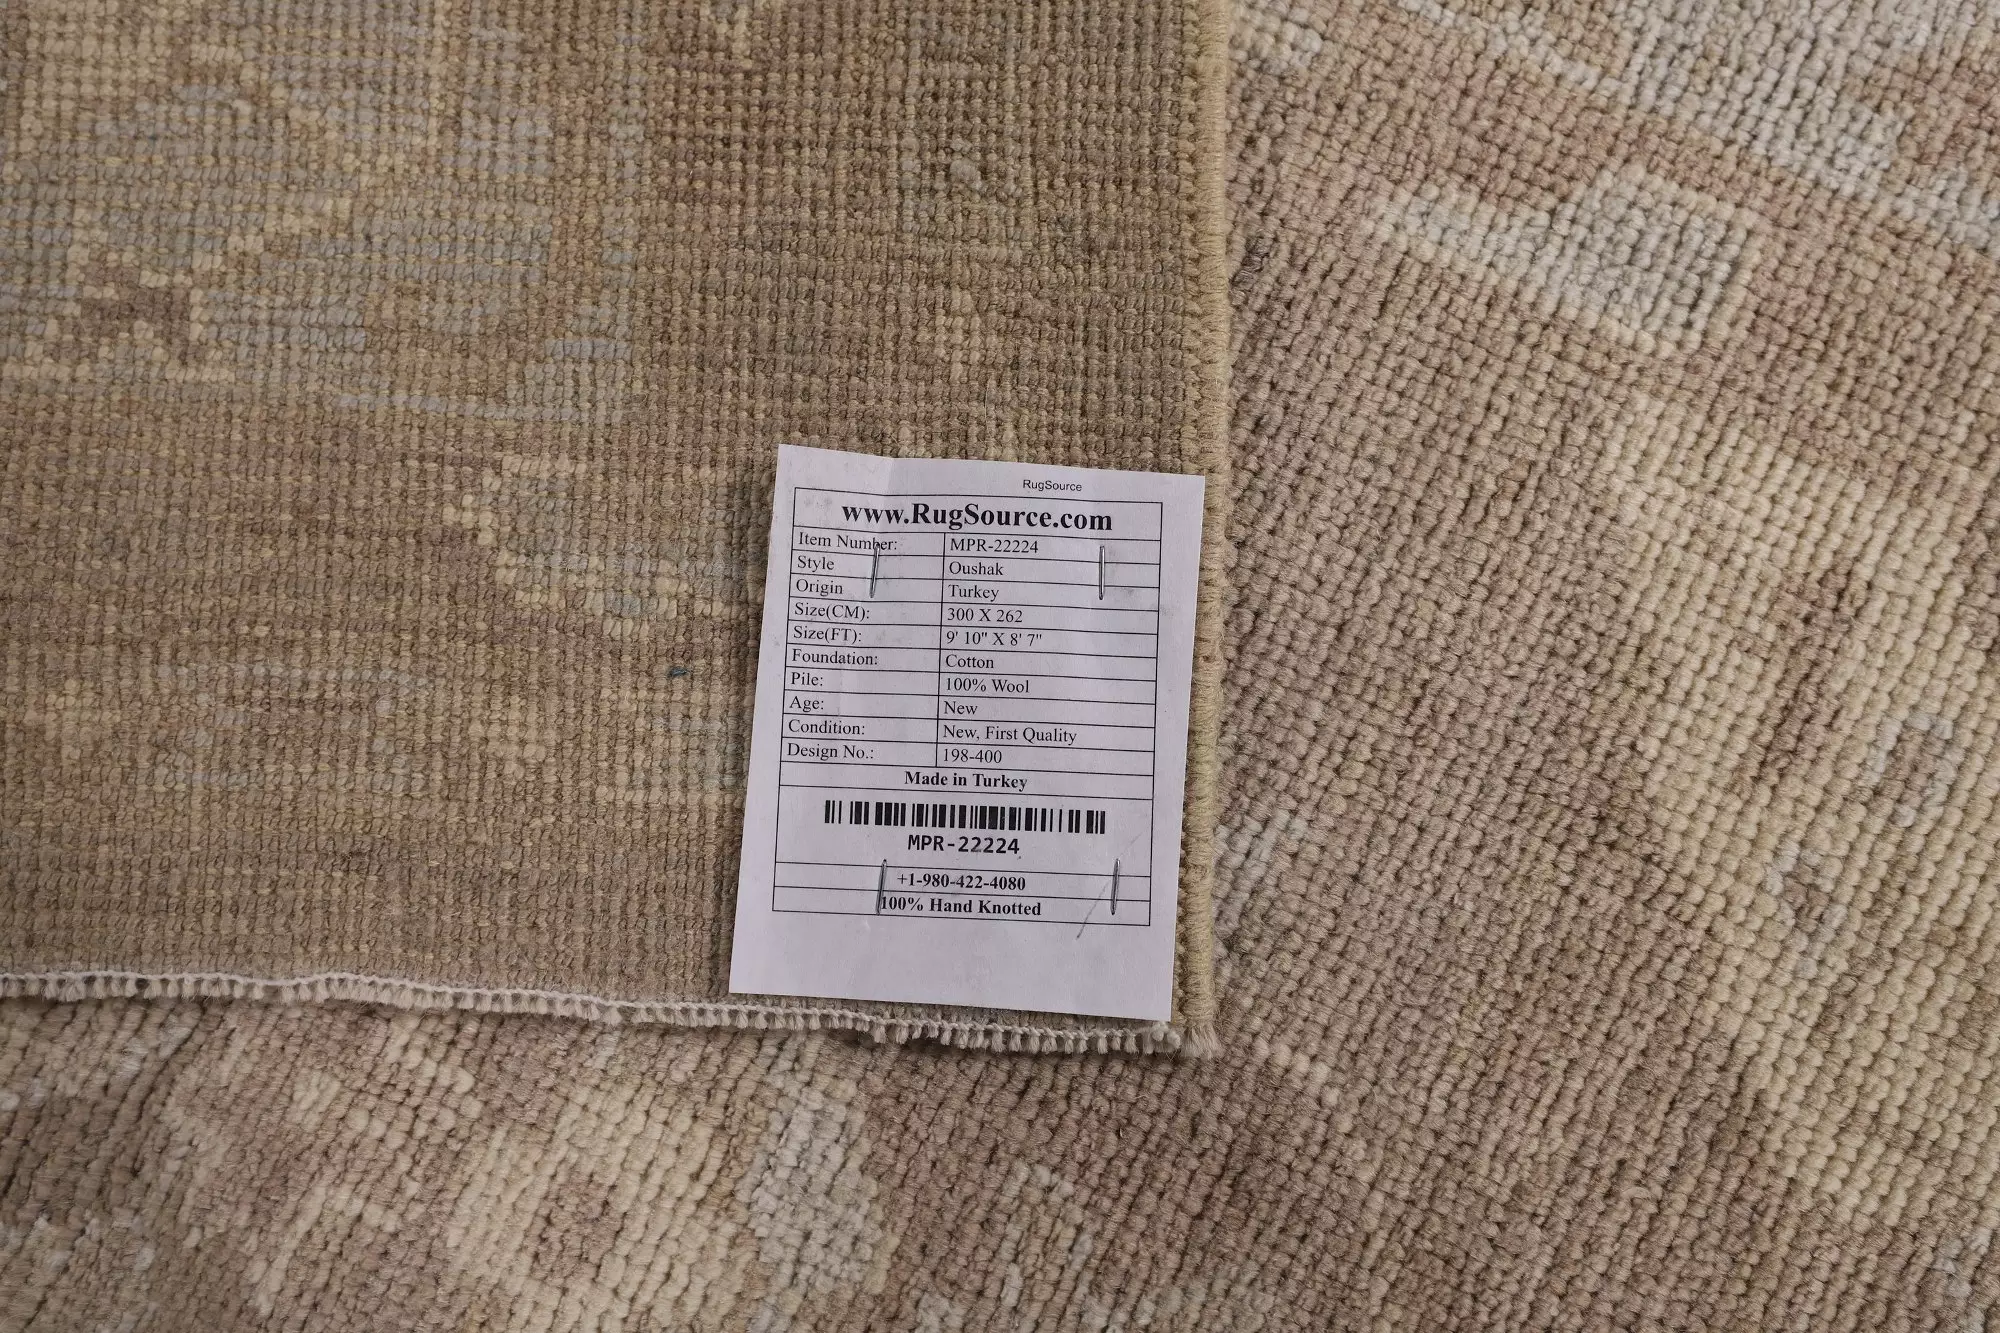 RugSource
www.RugSource.com
Item Number: MPR-22224
Style Oushak
Origin Turkey
Size(CM): 300 X 262
Size(FT): 9' 10" X 8' 7"
Foundation: Cotton
Pile: 100% Wool
Age: New
Condition: New, First Quality
Design No.: 198-400
Made in Turkey
MPR-22224
+1-980-422-4080
100% Hand Knotted